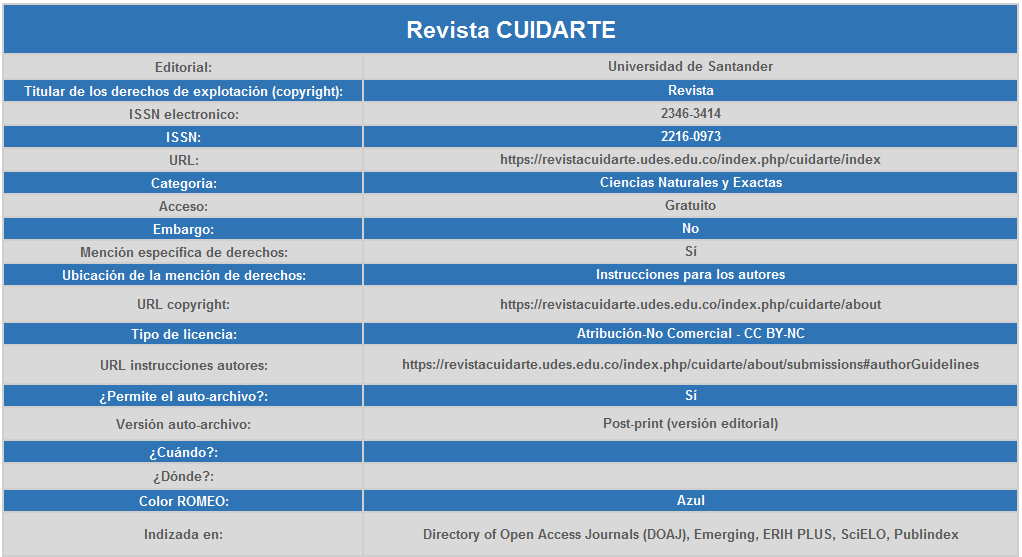 Revista CUIDARTE
Editorial: Universidad de Santander
Titular de los derechos de explotación (copyright): Revista
ISSN electronico: 2346-3414
ISSN: 2216-0973
URL: https://revistacuidarte.udes.edu.co/index.php/cuidarte/index
Categoria: Ciencias Naturales y Exactas
Acceso: Gratuito
Embargo: No
Mención específica de derechos: Sí
Ubicación de la mención de derechos: Instrucciones para los autores
URL copyright: https://revistacuidarte.udes.edu.co/index.php/cuidarte/about
Tipo de licencia: Atribución-No Comercial - CC BY-NC
URL instrucciones autores: https://revistacuidarte.udes.edu.co/index.php/cuidarte/about/submissions#authorGuidelines
¿Permite el auto-archivo?: Sí
Versión auto-archivo: Post-print (versión editorial)
¿Cuándo?:
¿Dónde?:
Color ROMEO: Azul
Indizada en: Directory of Open Access Journals (DOAJ), Emerging, ERIH PLUS, SciELO, Publindex